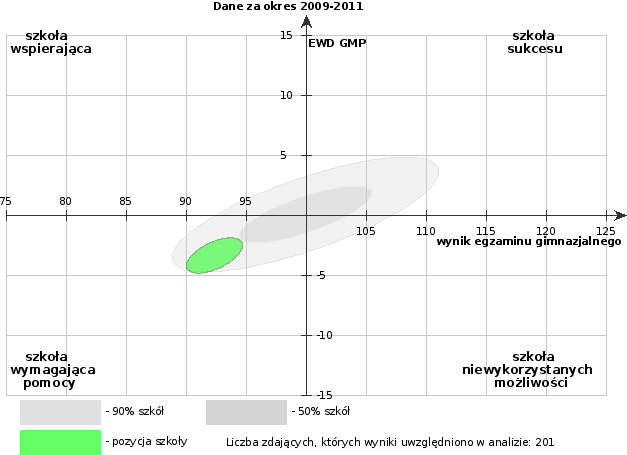 Dane za okres 2009-2011
szkoła
wspierająca
15
EWD GMP
szkoła
sukcesu
10
5
75 80 85 90 95
105 110 115 120 125
wynik egzaminu gimnazjalnego
-5
-10
szkoła
wymagająca
pomocy
szkoła
niewykorzystanych
możliwości
-15
- 90% szkół
- 50% szkół
- pozycja szkoły
Liczba zdających, których wyniki uwzględniono w analizie: 201